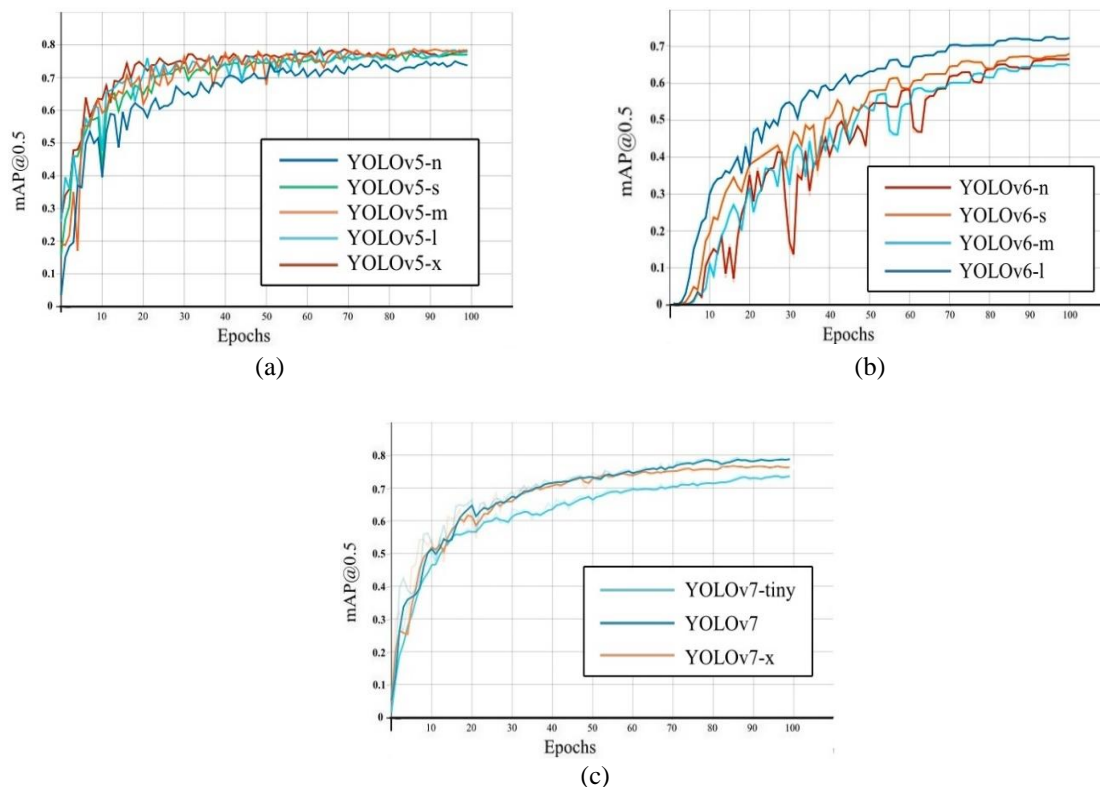 0.8
0.7
0.6
0.5
0.4
0.3
0.2
0.1
0
mAP@0.5
10 20 30 40 50 60 70 80 90 100
Epochs
YOLOv5-n
YOLOv5-s
YOLOv5-m
YOLOv5-l
YOLOv5-x
(a)
0.7
0.6
0.5
0.4
0.3
0.2
0.1
0
mAP@0.5
10 20 30 40 50 60 70 80 90 100
Epochs
YOLOv6-n
YOLOv6-s
YOLOv6-m
YOLOv6-l
(b)
0.8
0.7
0.6
0.5
0.4
0.3
0.2
0.1
0
mAP@0.5
10 20 30 40 50 60 70 80 90 100
Epochs
YOLOv7-tiny
YOLOv7
YOLOv7-x
(c)